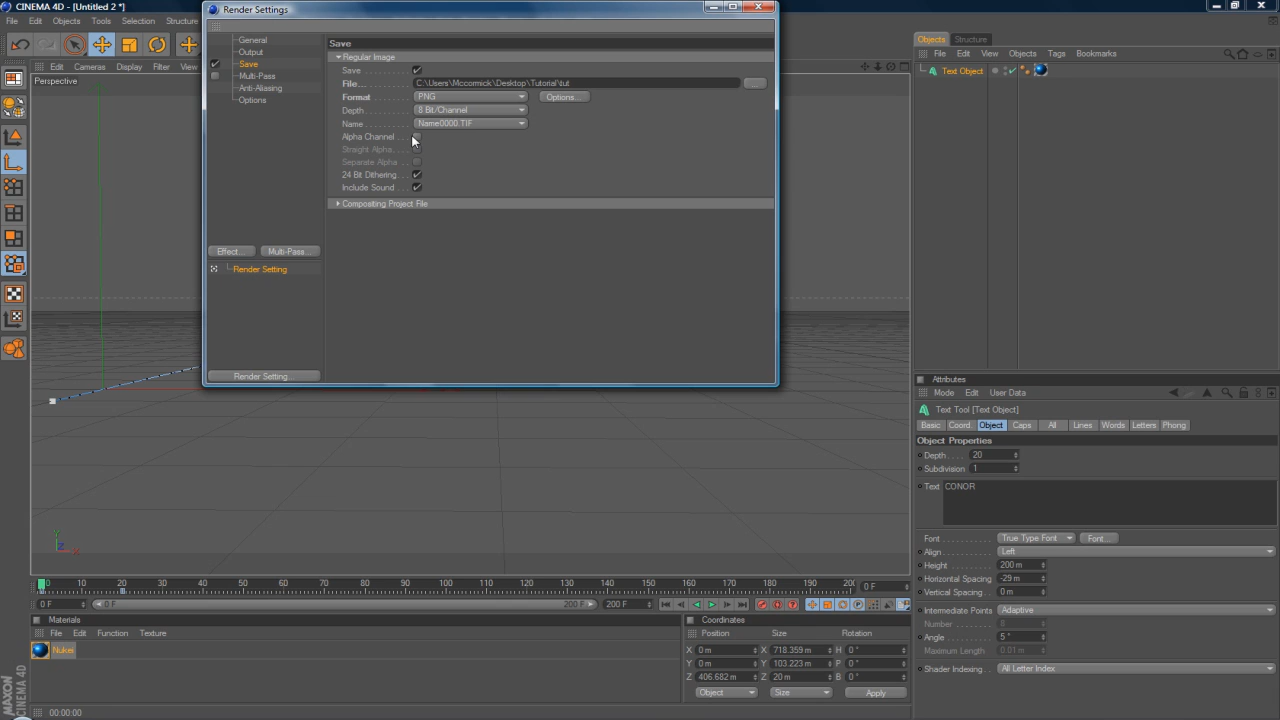 CINEMA 4D - [Untitled 2 *]
File Edit Objects Tools Selection Structure
Render Settings
General
Output
Save
Multi-Pass
Anti-Aliasing
Options
Effect... Multi-Pass...
Render Setting
Render Setting...
Save
Regular Image
Save
File...
C:\Users\Mccormick\Desktop\Tutorial\tut
...
Format PNG Options...
Depth 8 Bit/Channel
Name Name0000.TIF
Alpha Channel
Straight Alpha
Separate Alpha
24 Bit Dithering
Include Sound
Compositing Project File
Edit Cameras Display Filter View
Perspective
Y
Z
X
0 10 20 30 40 50 60 70 80 90 100 110 120 130 140 150 160 170 180 190 20
0 F
0 F 0 F 200 F 200 F
Materials
File Edit Function Texture
Nukei
Coordinates
Position Size Rotation
X 0 m X 718.359 m H 0 °
Y 0 m Y 103.223 m P 0 °
Z 406.682 m Z 20 m B 0 °
Object Size Apply
MAXON
CINEMA 4D
00:00:00
Objects Structure
File Edit View Objects Tags Bookmarks
Text Object
Attributes
Mode Edit User Data
Text Tool [Text Object]
Basic Coord. Object Caps All Lines Words Letters Phong
Object Properties
Depth 20
Subdivision 1
Text CONOR
Font True Type Font Font...
Align Left
Height 200 m
Horizontal Spacing -29 m
Vertical Spacing 0 m
Intermediate Points Adaptive
Number 8
Angle 5 °
Maximum Length 0.01 m
Shader Indexing All Letter Index